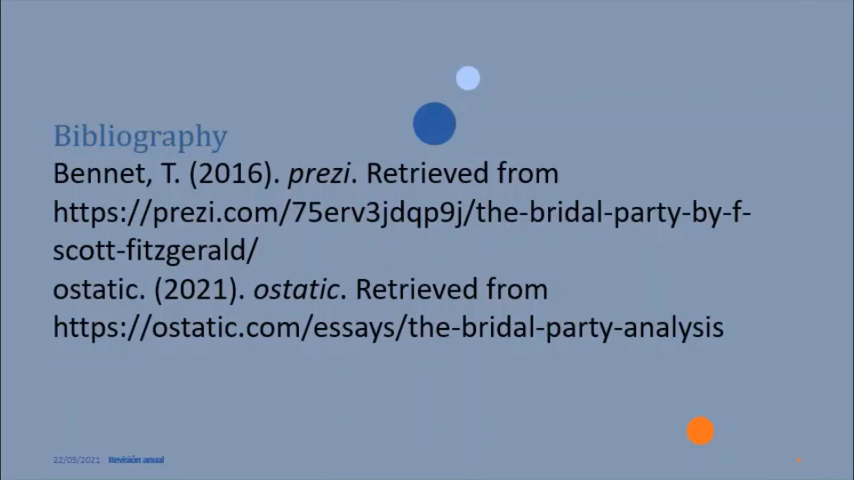 Bibliography
Bennet, T. (2016). prezi. Retrieved from
https://prezi.com/75erv3jdqp9j/the-bridal-party-by-f-
scott-fitzgerald/
ostatic. (2021). ostatic. Retrieved from
https://ostatic.com/essays/the-bridal-party-analysis
22/05/2021 Revisión anual